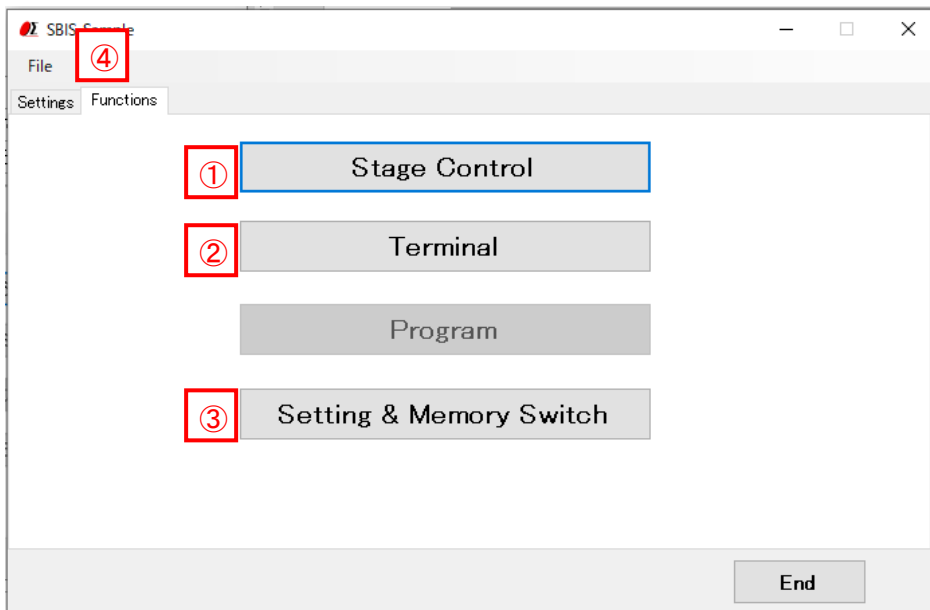 SBIS-Sample
④
File
Settings Functions
① Stage Control
② Terminal
Program
③ Setting & Memory Switch
End